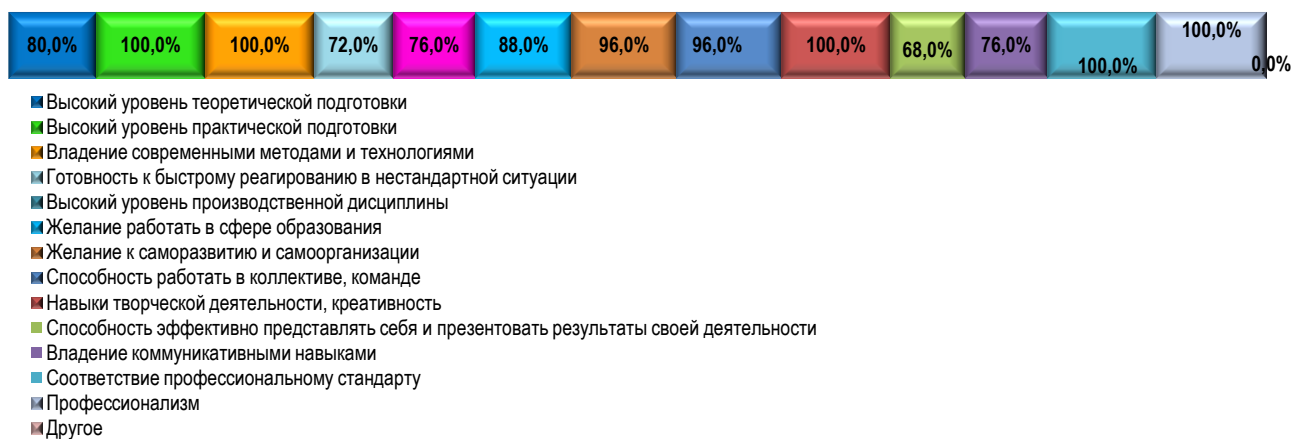 80,0% 100,0% 100,0% 72,0% 76,0% 88,0% 96,0% 96,0% 100,0% 68,0% 76,0% 100,0% 100,0% 0,0%
Высокий уровень теоретической подготовки
Высокий уровень практической подготовки
Владение современными методами и технологиями
Готовность к быстрому реагированию в нестандартной ситуации
Высокий уровень производственной дисциплины
Желание работать в сфере образования
Желание к саморазвитию и самоорганизации
Способность работать в коллективе, команде
Навыки творческой деятельности, креативность
Способность эффективно представлять себя и презентовать результаты своей деятельности
Владение коммуникативными навыками
Соответствие профессиональному стандарту
Профессионализм
Другое